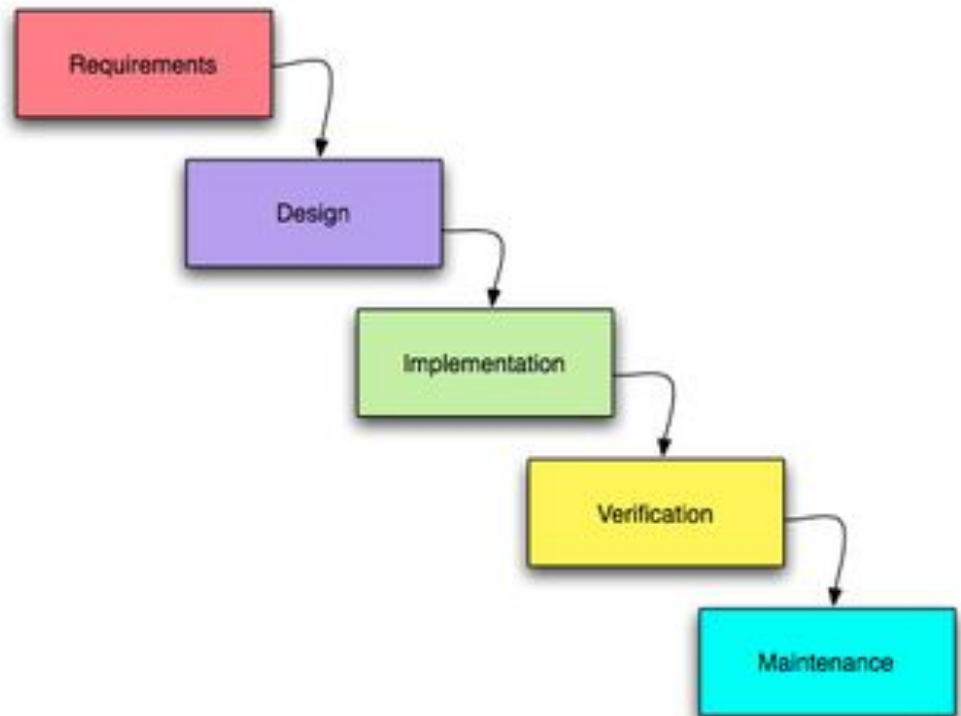 Requirements
Design
Implementation
Verification
Maintenance